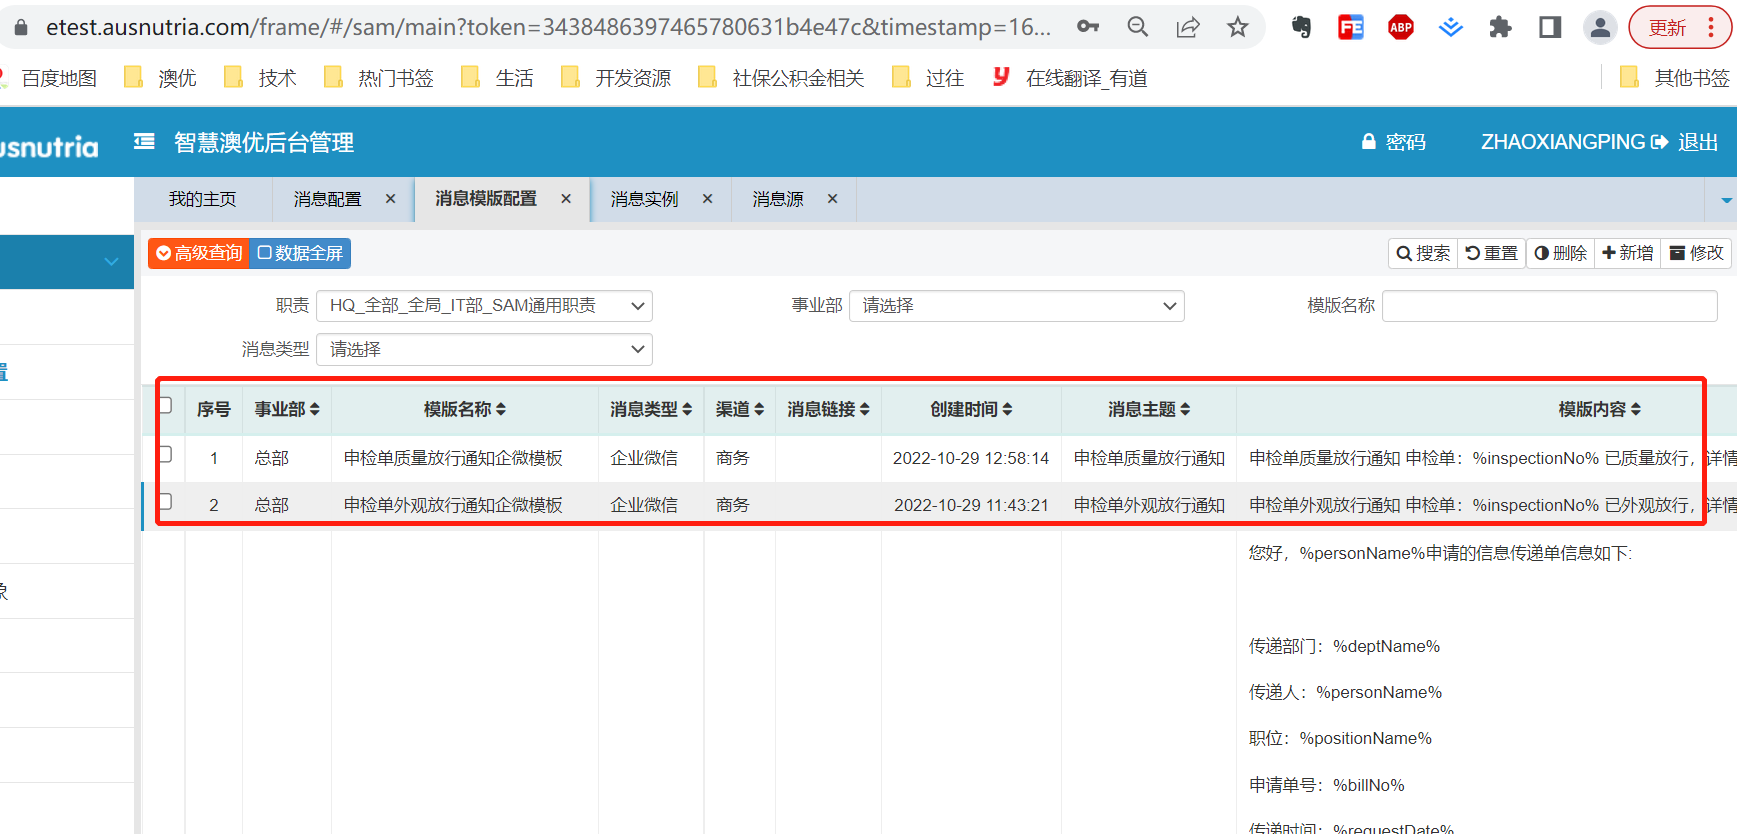 etest.ausnutria.com/frame/#/sam/main?token=34384863974657806​31b4e47c&timestamp=16...
更新
百度地图 澳优 技术 热门书签 生活 开发资源 社保公积金相关 过往 在线翻译_有道 其他书签
usnutria 智慧澳优后台管理 密码 ZHAOXIANGPING 退出
我的主页 消息配置 × 消息模版配置 × 消息实例 × 消息源 ×
高级查询 数据全屏 搜索 重置 删除 新增 修改
职责 HQ_全部_全局_IT部_SAM通用职责 事业部 请选择 模版名称
消息类型 请选择
置
序号 事业部 模版名称 消息类型 渠道 消息链接 创建时间 消息主题 模版内容
1 总部 申检单质量放行通知企微模板 企业微信 商务 2022-10-29 12:58:14 申检单质量放行通知 申检单质量放行通知 申检单：%inspectionNo% 已质量放行，详情
2 总部 申检单外观放行通知企微模板 企业微信 商务 2022-10-29 11:43:21 申检单外观放行通知 申检单外观放行通知 申检单：%inspectionNo% 已外观放行，详情
您好，%personName%申请的信息传递单信息如下:
象
传递部门：%deptName%
传递人：%personName%
职位：%positionName%
申请单号：%billNo%
传递时间：%requestDate%